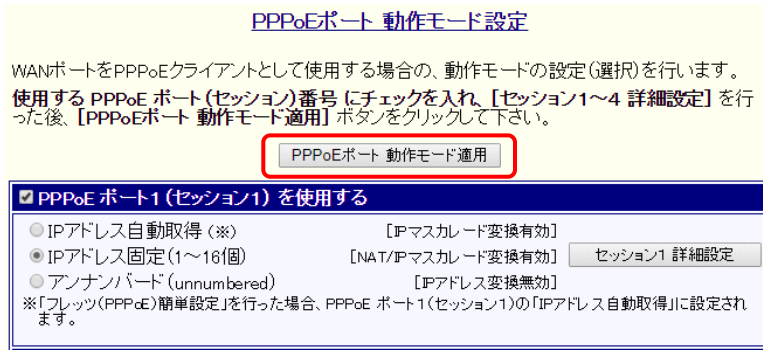 PPPoEポート 動作モード設定
WANポートをPPPoEクライアントとして使用する場合の、動作モードの設定(選択)を行います。
使用する PPPoE ポート(セッション)番号 にチェックを入れ、[セッション1～4 詳細設定] を行
った後、[PPPoEポート 動作モード適用] ボタンをクリックして下さい。
PPPoEポート 動作モード適用
PPPoE ポート1 (セッション1) を使用する
IPアドレス自動取得 (※) [IPマスカレード変換有効]
IPアドレス固定(1～16個) [NAT/IPマスカレード変換有効] セッション1 詳細設定
アンナンバード (unnumbered) [IPアドレス変換無効]
※「フレッツ(PPPoE)簡単設定」を行った場合、PPPoE ポート1(セッション1)の「IPアドレス自動取得」に設定され
ます。